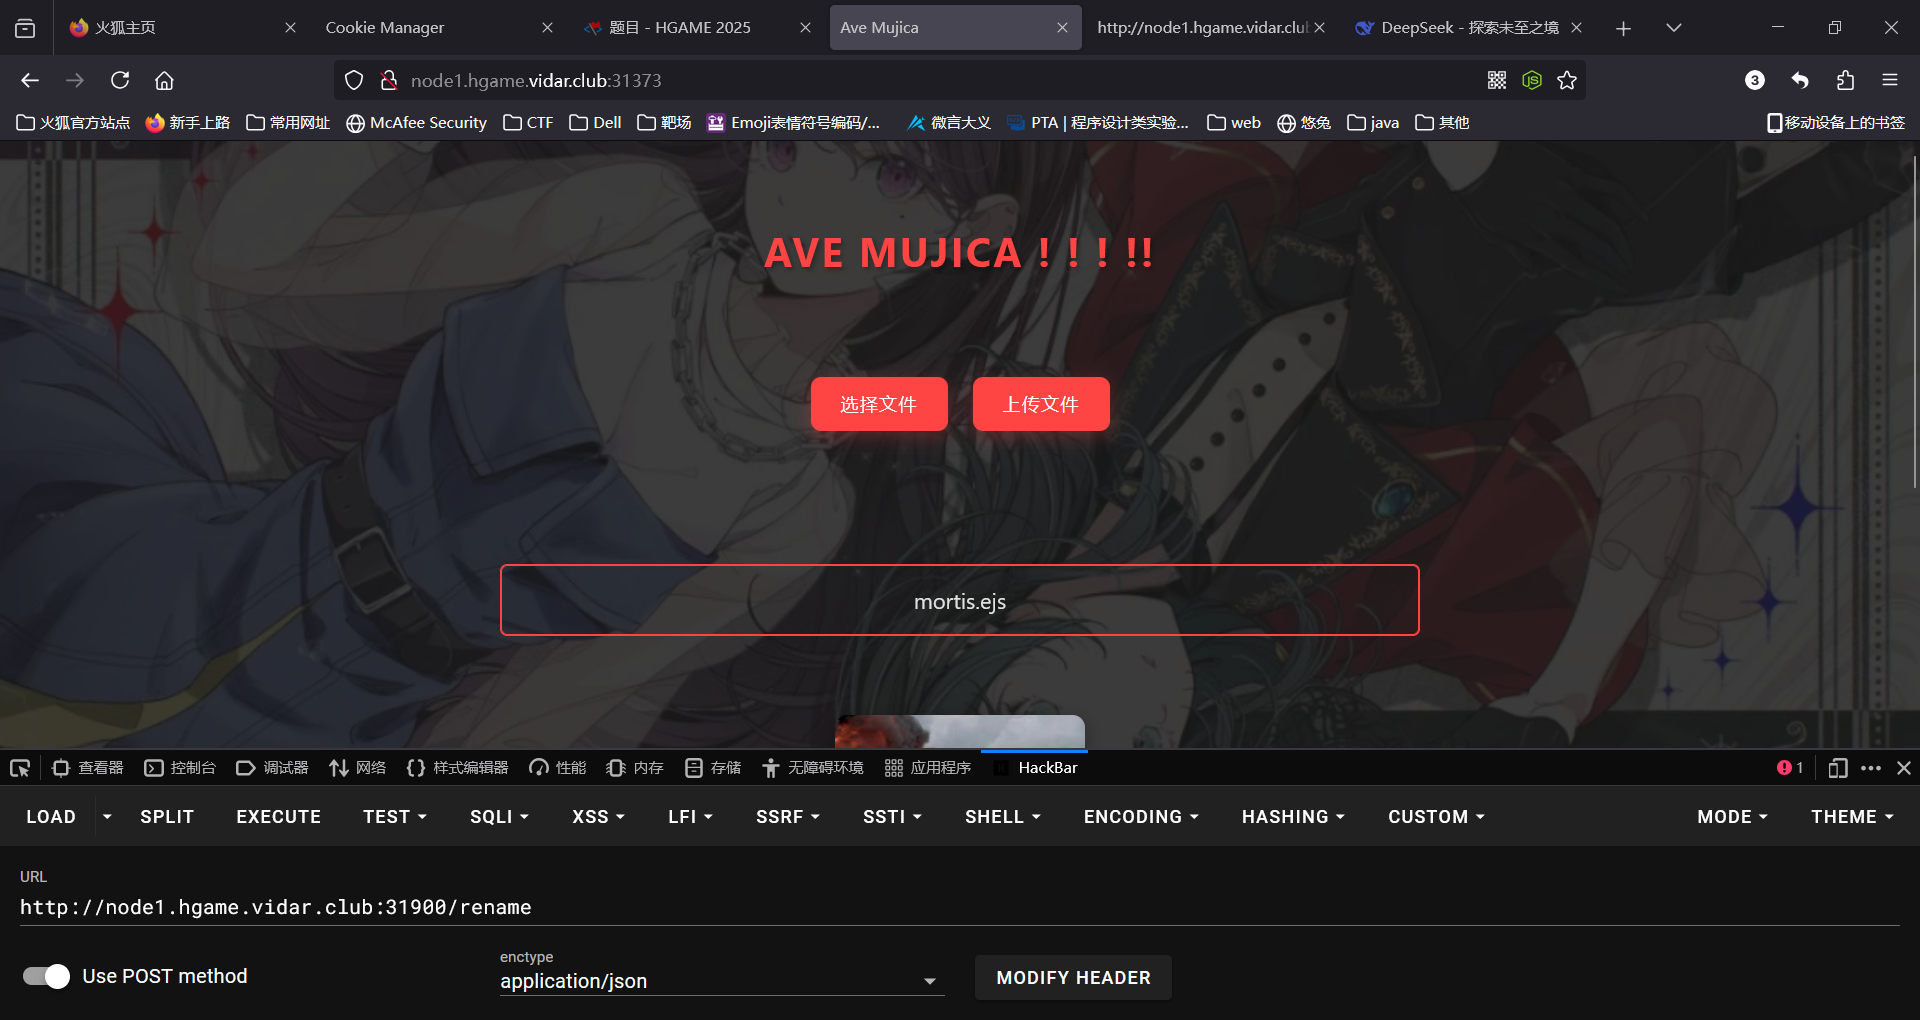 火狐主页
Cookie Manager
题目 - HGAME 2025
Ave Mujica
http://node1.hgame.vidar.clu
DeepSeek - 探索未至之境
node1.hgame.vidar.club:31373
JS
3
火狐官方站点
新手上路
常用网址
McAfee Security
CTF
Dell
靶场
Emoji表情符号编码/...
微言大义
PTA | 程序设计类实验...
web
悠兔
java
其他
移动设备上的书签
AVE MUJICA！！！!!
选择文件
上传文件
mortis.ejs
查看器
控制台
调试器
网络
样式编辑器
性能
内存
存储
无障碍环境
应用程序
HackBar
1
LOAD
SPLIT
EXECUTE
TEST
SQLI
XSS
LFI
SSRF
SSTI
SHELL
ENCODING
HASHING
CUSTOM
MODE
THEME
URL
http://node1.hgame.vidar.club:31900/rename
Use POST method
enctype
application/json
MODIFY HEADER